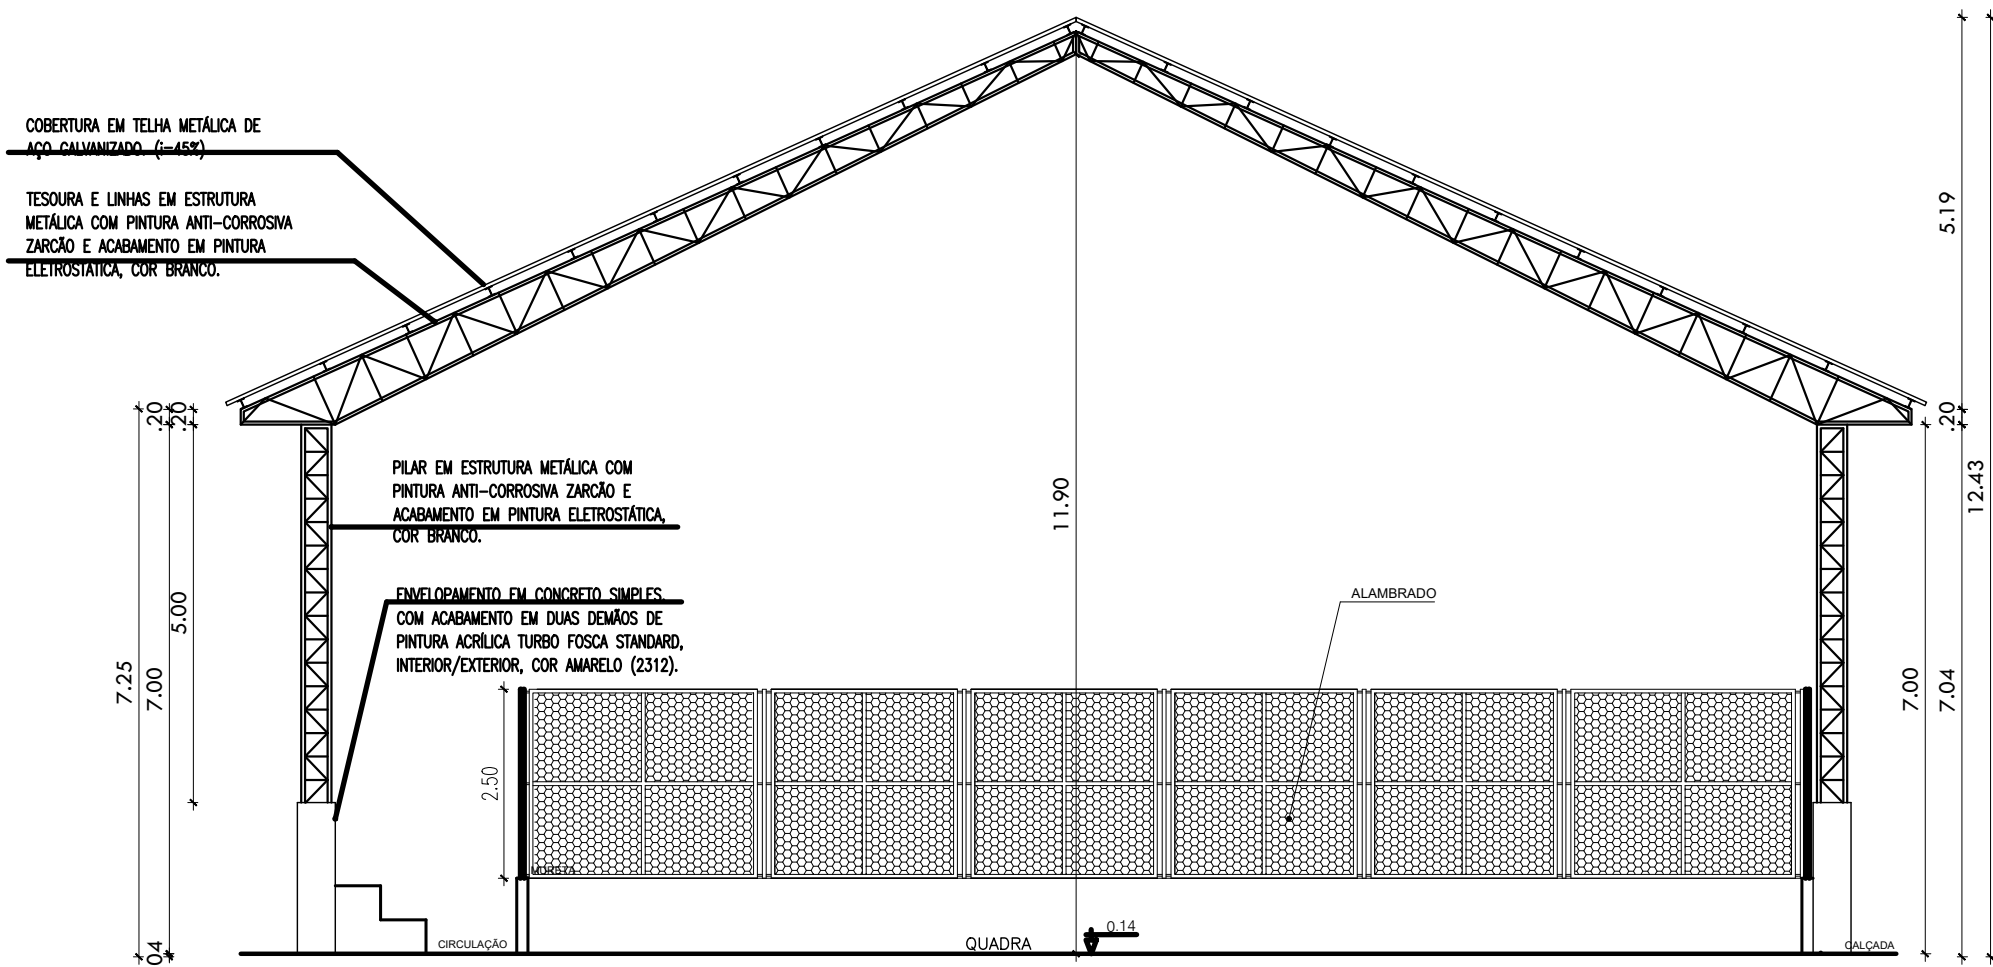 COBERTURA EM TELHA METÁLICA DE
AÇO GALVANIZADO. (i=45%)
TESOURA E LINHAS EM ESTRUTURA
METÁLICA COM PINTURA ANTI-CORROSIVA
ZARCÃO E ACABAMENTO EM PINTURA
ELETROSTÁTICA, COR BRANCO.
PILAR EM ESTRUTURA METÁLICA COM
PINTURA ANTI-CORROSIVA ZARCÃO E
ACABAMENTO EM PINTURA ELETROSTÁTICA,
COR BRANCO.
ENVELOPAMENTO EM CONCRETO SIMPLES.
COM ACABAMENTO EM DUAS DEMÃOS DE
PINTURA ACRÍLICA TURBO FOSCA STANDARD,
INTERIOR/EXTERIOR, COR AMARELO (2312).
.20
.20
5.00
7.25
7.00
04
2.50
11.90
ALAMBRADO
MURETA
CIRCULAÇÃO
QUADRA
0.14
CALÇADA
5.19
.20
12.43
7.00
7.04